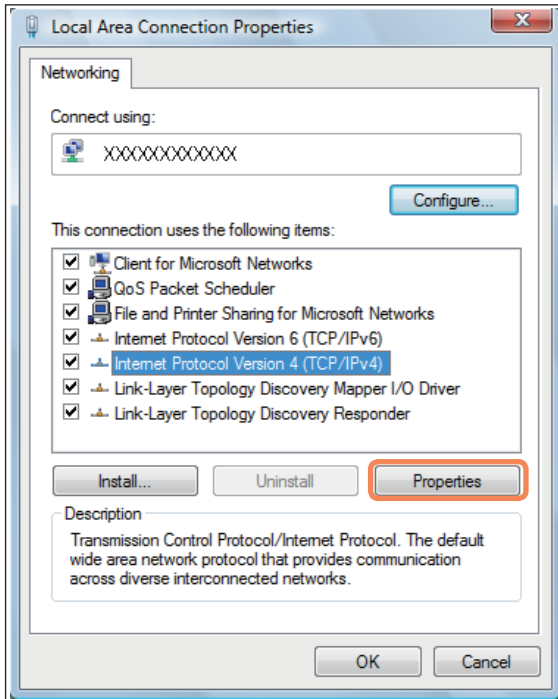 Local Area Connection Properties
Networking
Connect using:
XXXXXXXXXXXX
Configure...
This connection uses the following items:
Client for Microsoft Networks
QoS Packet Scheduler
File and Printer Sharing for Microsoft Networks
Internet Protocol Version 6 (TCP/IPv6)
Internet Protocol Version 4 (TCP/IPv4)
Link-Layer Topology Discovery Mapper I/O Driver
Link-Layer Topology Discovery Responder
Install... Uninstall Properties
Description
Transmission Control Protocol/Internet Protocol. The default
wide area network protocol that provides communication
across diverse interconnected networks.
OK Cancel